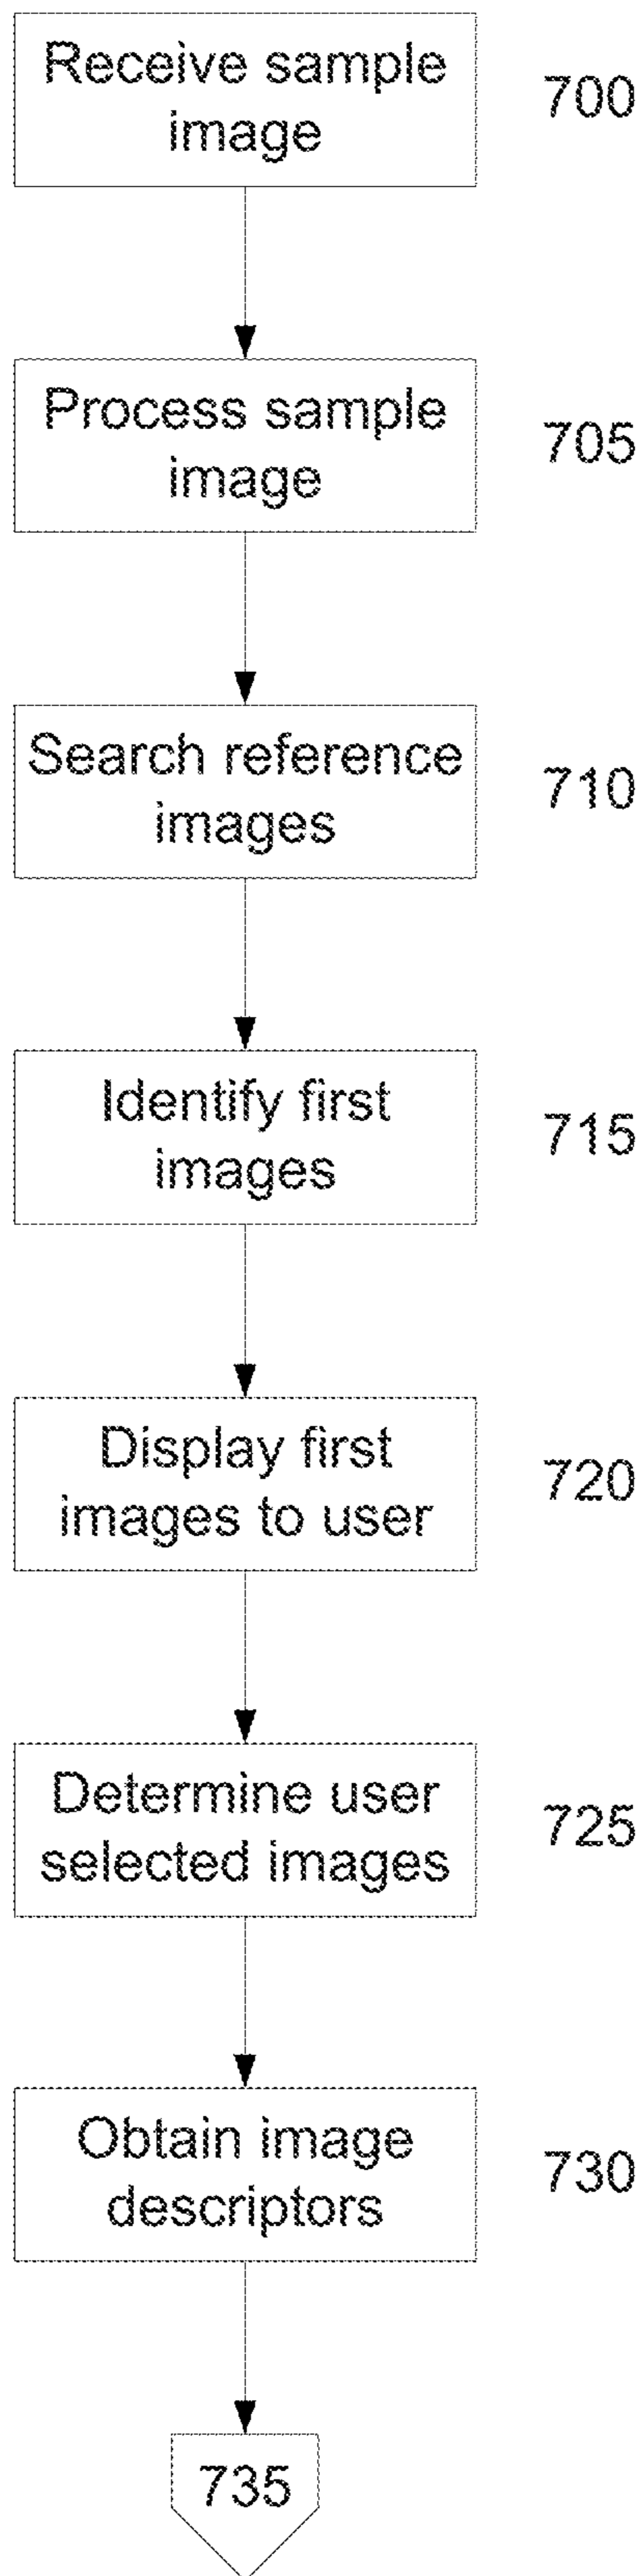 Receive sample
image
700
Process sample
image
705
Search reference
images
710
Identify first
images
715
Display first
images to user
720
Determine user
selected images
725
Obtain image
descriptors
730
735